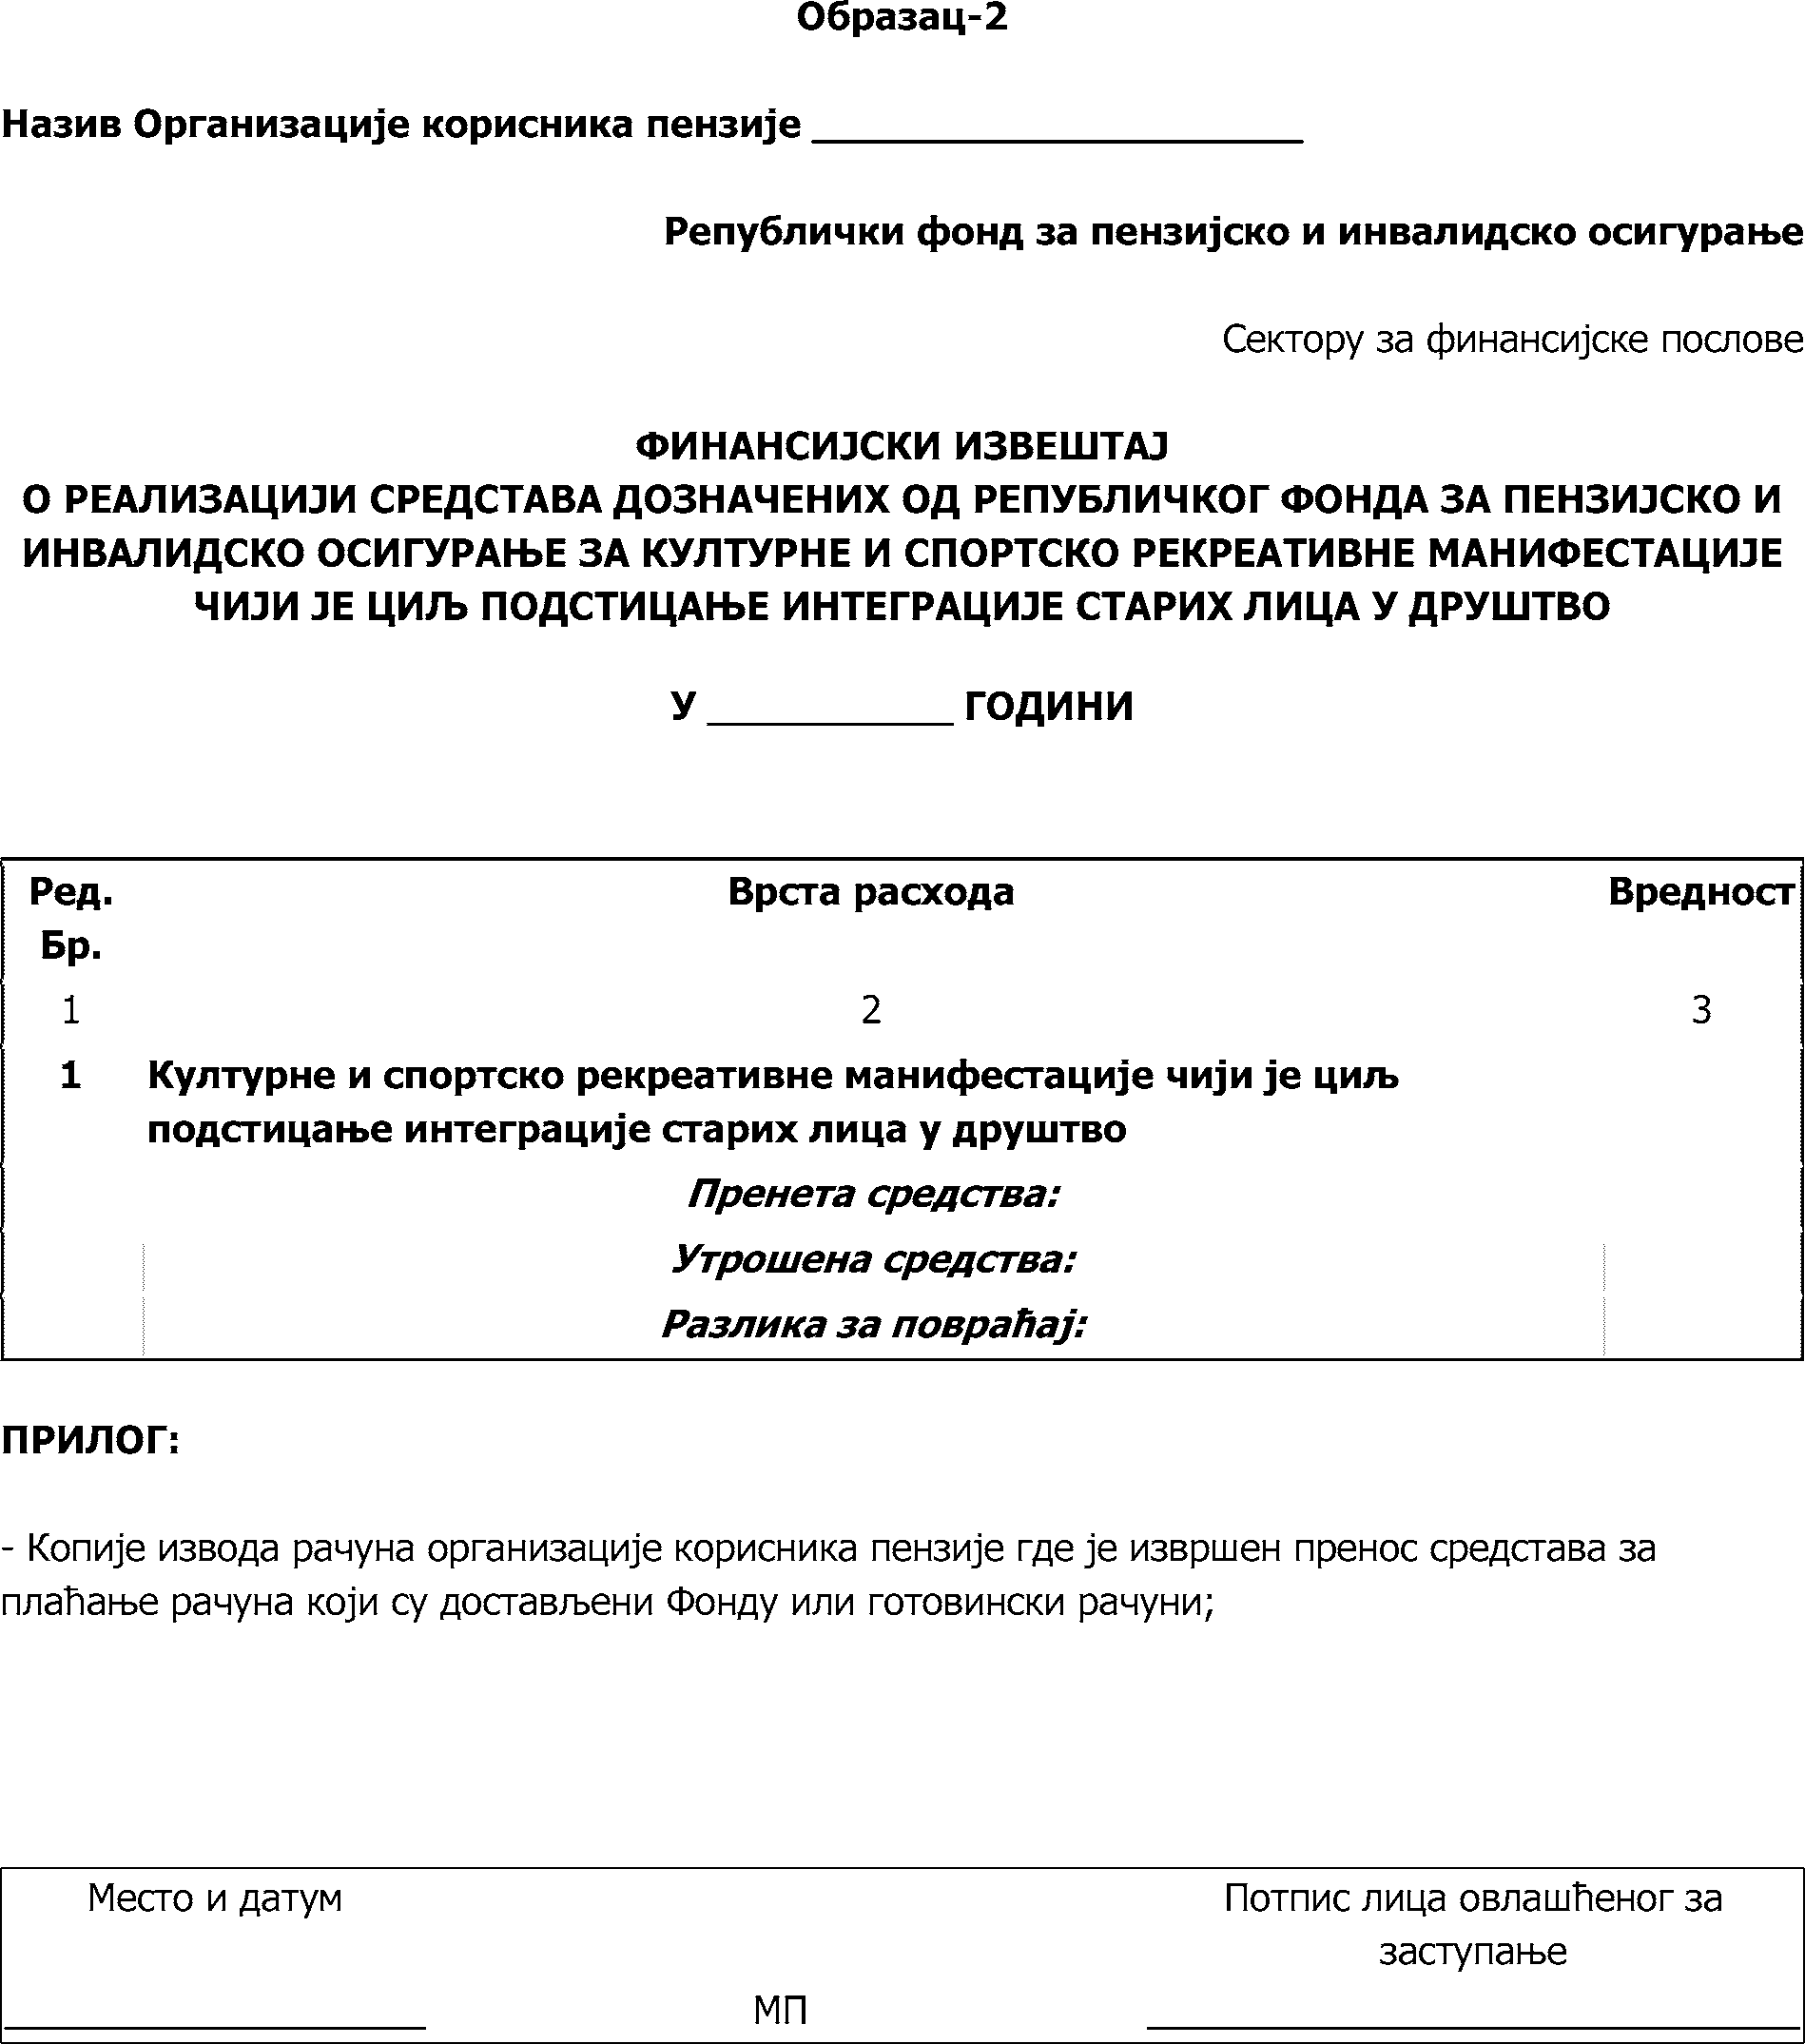 Образац-2
Назив Организације корисника пензије ____________________
Републички фонд за пензијско и инвалидско осигурање
Сектору за финансијске послове
ФИНАНСИЈСКИ ИЗВЕШТАЈ
О РЕАЛИЗАЦИЈИ СРЕДСТАВА ДОЗНАЧЕНИХ ОД РЕПУБЛИЧКОГ ФОНДА ЗА ПЕНЗИЈСКО И
ИНВАЛИДСКО ОСИГУРАЊЕ ЗА КУЛТУРНЕ И СПОРТСКО РЕКРЕАТИВНЕ МАНИФЕСТАЦИЈЕ
ЧИЈИ ЈЕ ЦИЉ ПОДСТИЦАЊЕ ИНТЕГРАЦИЈЕ СТАРИХ ЛИЦА У ДРУШТВО
У __________ ГОДИНИ
Ред. Врста расхода Вредност
Бр.
1 2 3
1 Културне и спортско рекреативне манифестације чији је циљ
подстицање интеграције старих лица у друштво
Пренета средства:
Утрошена средства:
Разлика за повраћај:
ПРИЛОГ:
- Копије извода рачуна организације корисника пензије где је извршен пренос средстава за
плаћање рачуна који су достављени Фонду или готовински рачуни;
Место и датум Потпис лица овлашћеног за
заступање
_________________ МП __________________________